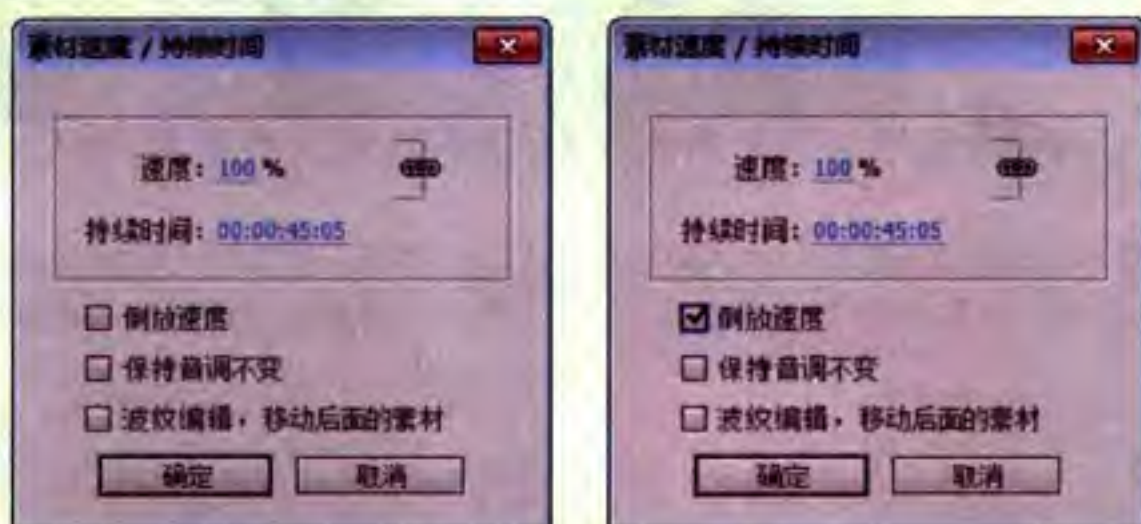 素材速度 / 持续时间
速度: 100 %
持续时间: 00:00:45:05
倒放速度
保持音调不变
波纹编辑，移动后面的素材
确定 取消
素材速度 / 持续时间
速度: 100 %
持续时间: 00:00:45:05
倒放速度
保持音调不变
波纹编辑，移动后面的素材
确定 取消